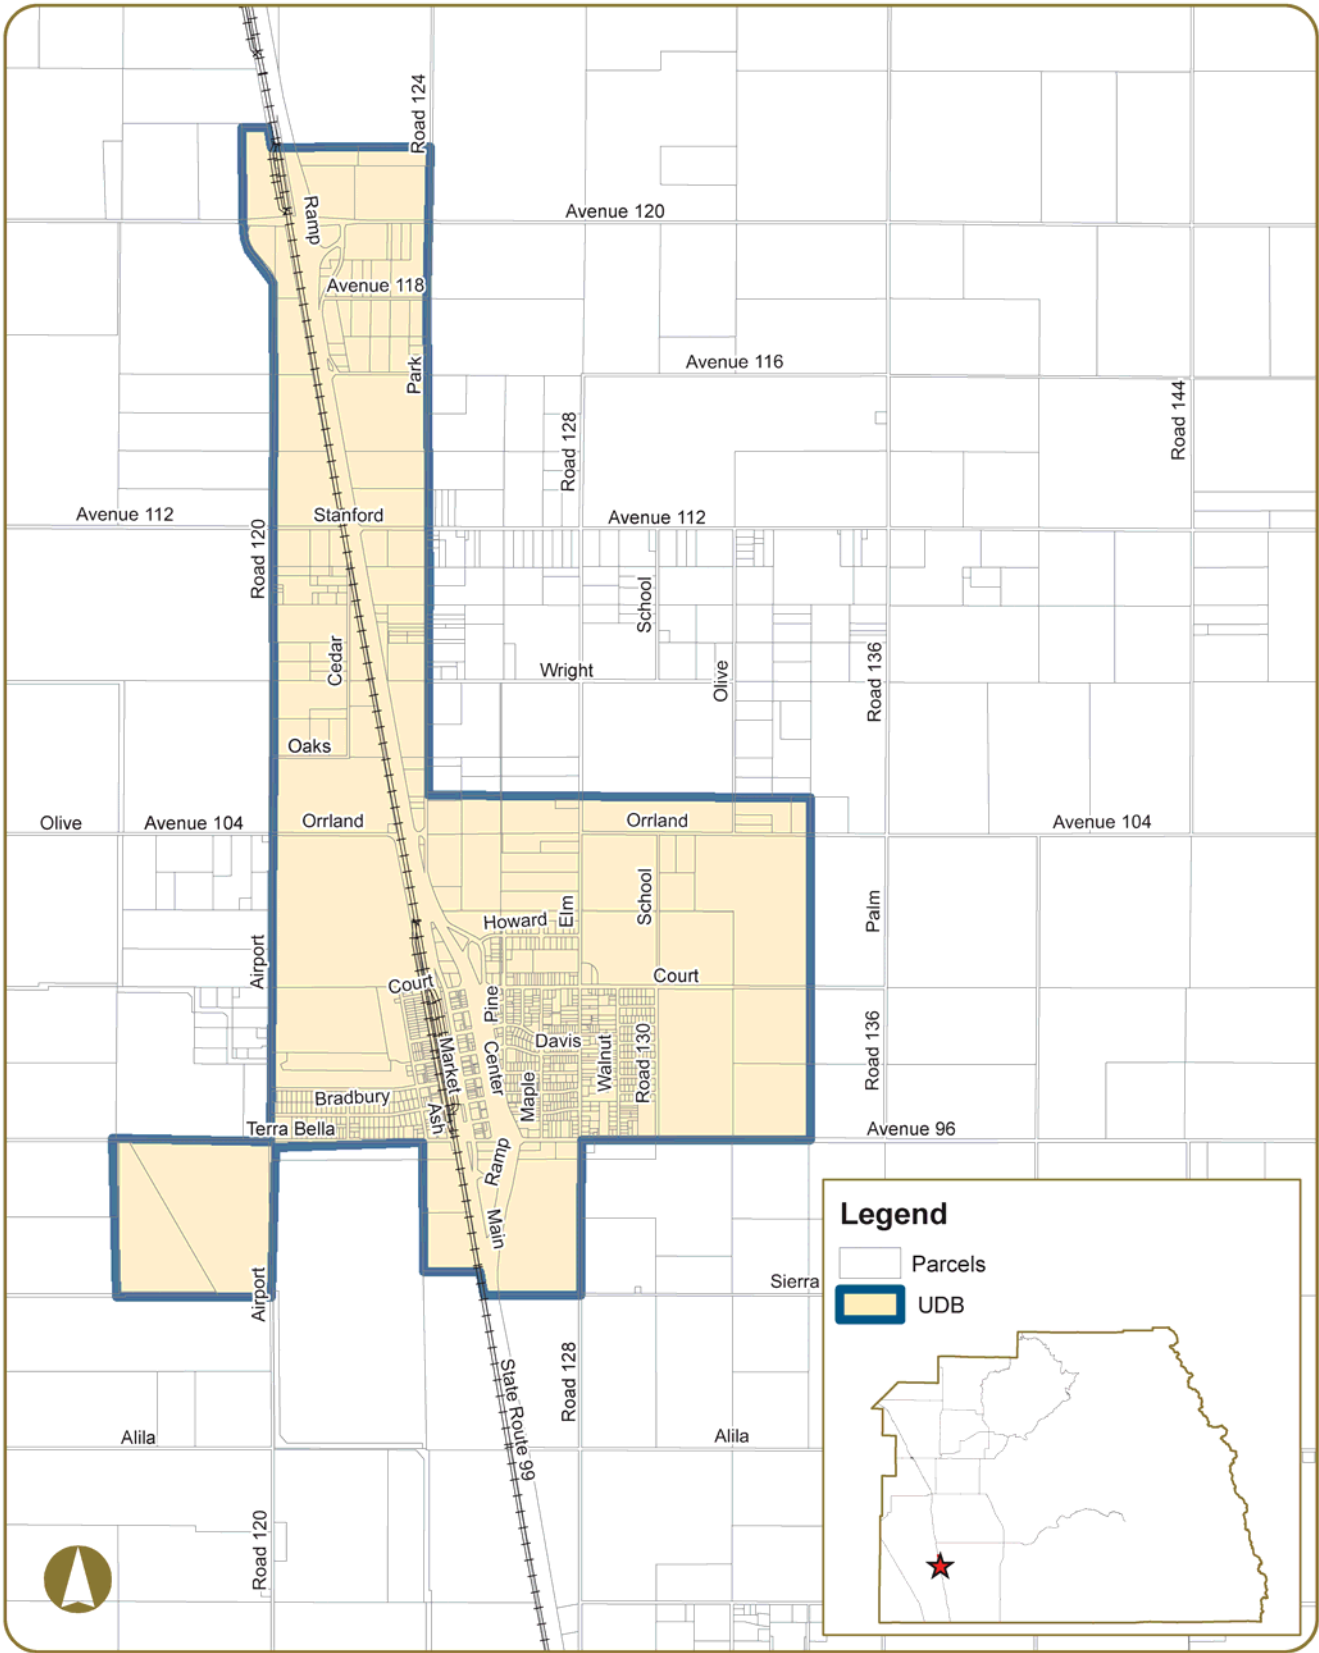 Road 124
Ramp
Avenue 120
Avenue 118
Park
Avenue 116
Road 144
Road 128
Avenue 112
Stanford
Avenue 112
Road 120
School
Cedar
Wright
Olive
Road 136
Oaks
Olive
Avenue 104
Orrland
Orrland
Avenue 104
School
Elm
Palm
Howard
Airport
Court
Court
Pine
Road 136
Davis
Market
Center
Walnut
Road 130
Maple
Bradbury
Ash
Terra Bella
Avenue 96
Ramp
Main
Airport
Sierra
Legend
Parcels
UDB
State Route 99
Road 128
Alila
Alila
Road 120